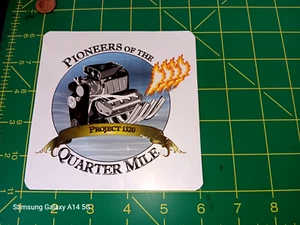 PIONEERS OF THE
PROJECT 1320
QUARTER MILE
Samsung Galaxy A14 5G
1 2 3 4 5 6 7 8